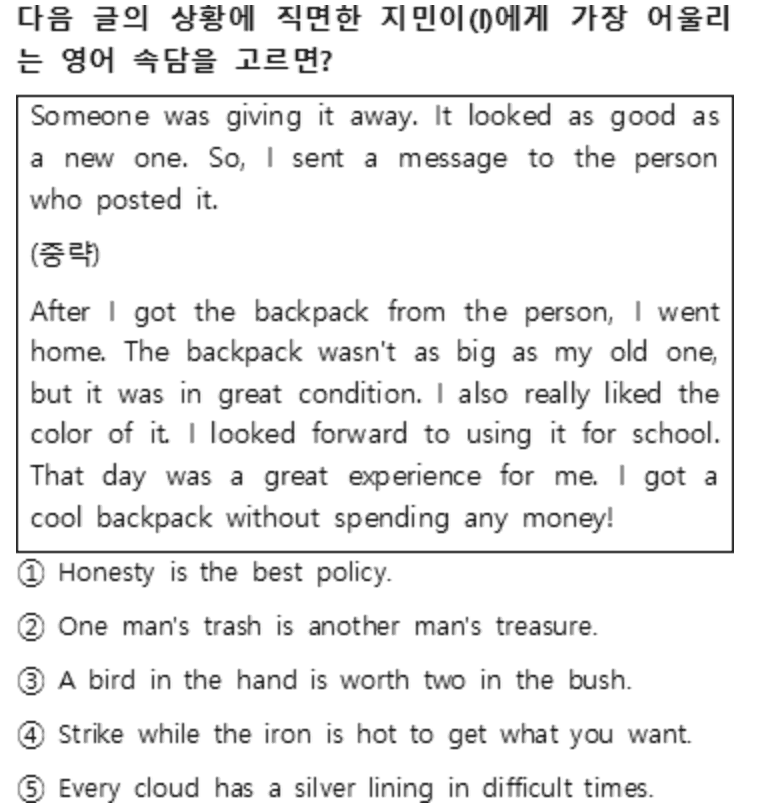 다음 글의 상황에 직면한 지민이(I)에게 가장 어울리
는 영어 속담을 고르면?
Someone was giving it away. It looked as good as
a new one. So, I sent a message to the person
who posted it.
(중략)
After I got the backpack from the person, I went
home. The backpack wasn't as big as my old one,
but it was in great condition. I also really liked the
color of it. I looked forward to using it for school.
That day was a great experience for me. I got a
cool backpack without spending any money!
① Honesty is the best policy.
② One man's trash is another man's treasure.
③ A bird in the hand is worth two in the bush.
④ Strike while the iron is hot to get what you want.
⑤ Every cloud has a silver lining in difficult times.